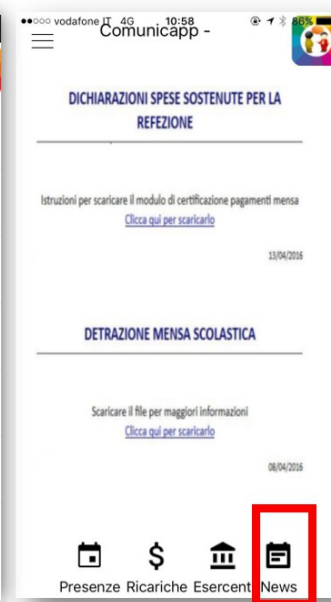 vodafone IT 4G 10:58 86%
Comunicapp -
DICHIARAZIONI SPESE SOSTENUTE PER LA
REFEZIONE
Istruzioni per scaricare il modulo di certificazione pagamenti mensa
Clicca qui per scaricarlo
13/04/2016
DETRAZIONE MENSA SCOLASTICA
Scaricare il file per maggiori informazioni
Clicca qui per scaricarlo
08/04/2016
Presenze Ricariche Esercent News